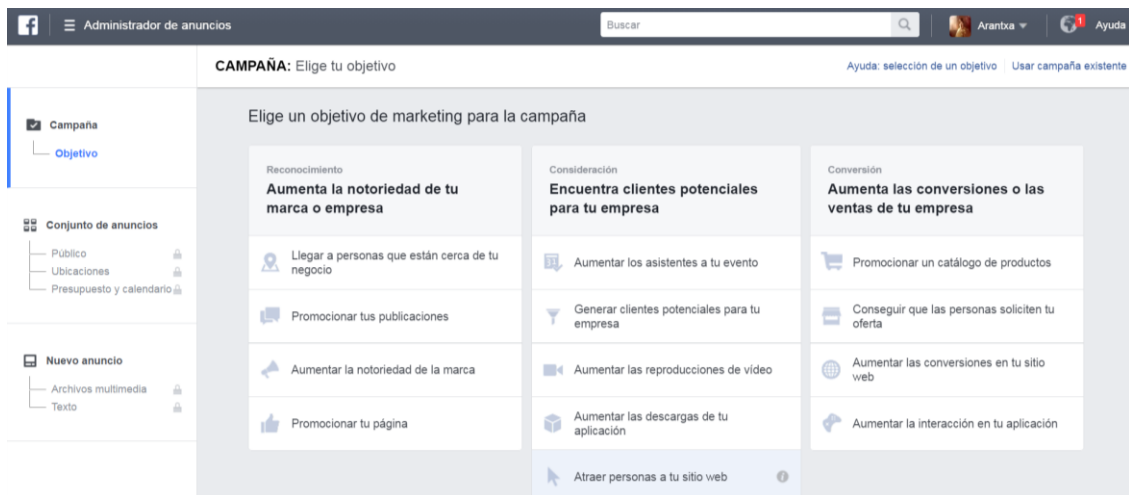 f
Administrador de anuncios
Buscar
Arantxa
1
Ayuda
CAMPAÑA: Elige tu objetivo
Ayuda: selección de un objetivo
Usar campaña existente
Campaña
Objetivo
Conjunto de anuncios
Público
Ubicaciones
Presupuesto y calendario
Nuevo anuncio
Archivos multimedia
Texto
Elige un objetivo de marketing para la campaña
Reconocimiento
Aumenta la notoriedad de tu
marca o empresa
Llegar a personas que están cerca de tu
negocio
Promocionar tus publicaciones
Aumentar la notoriedad de la marca
Promocionar tu página
Consideración
Encuentra clientes potenciales
para tu empresa
31
Aumentar los asistentes a tu evento
Generar clientes potenciales para tu
empresa
Aumentar las reproducciones de vídeo
Aumentar las descargas de tu
aplicación
Atraer personas a tu sitio web
Conversión
Aumenta las conversiones o las
ventas de tu empresa
Promocionar un catálogo de productos
Conseguir que las personas soliciten tu
oferta
Aumentar las conversiones en tu sitio
web
Aumentar la interacción en tu aplicación